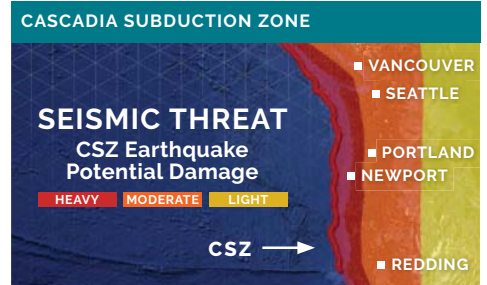 CASCADIA SUBDUCTION ZONE
VANCOUVER
SEATTLE
SEISMIC THREAT
CSZ Earthquake
Potential Damage
HEAVY MODERATE LIGHT
PORTLAND
NEWPORT
CSZ
REDDING